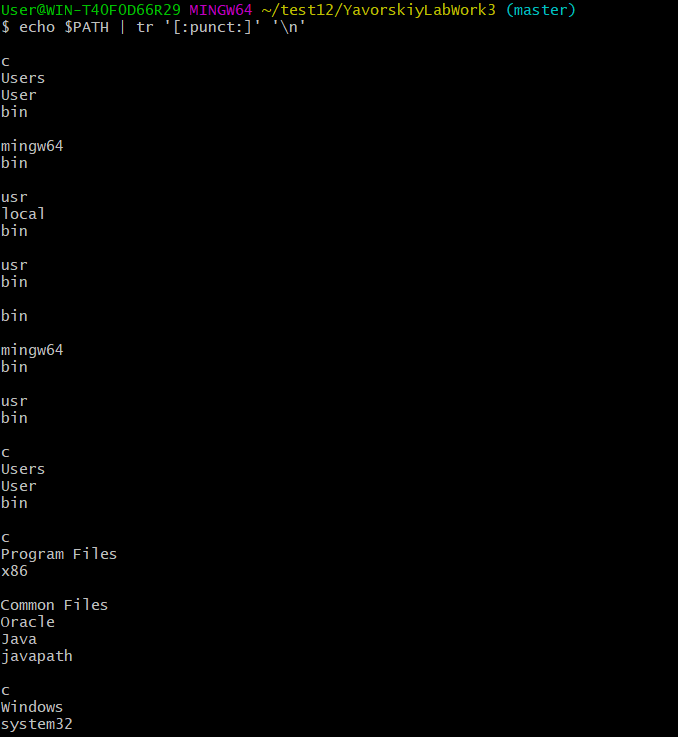 User@WIN-T4OFOD66R29 MINGW64 ~/test12/YavorskiyLabWork3 (master)
$ echo $PATH | tr '[:punct:]' '\n'
c
Users
User
bin
mingw64
bin
usr
local
bin
usr
bin
bin
mingw64
bin
usr
bin
c
Users
User
bin
c
Program Files
x86
Common Files
Oracle
Java
javapath
c
Windows
system32